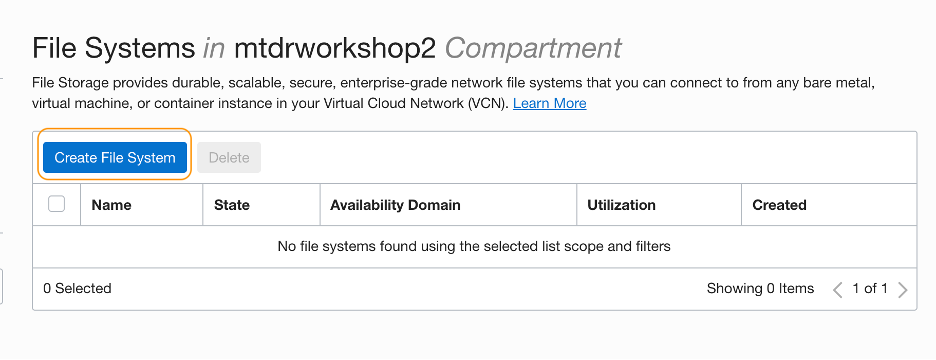 File Systems in mtdrworkshop2 Compartment
File Storage provides durable, scalable, secure, enterprise-grade network file systems that you can connect to from any bare metal,
virtual machine, or container instance in your Virtual Cloud Network (VCN). Learn More
Create File System Delete
Name State Availability Domain Utilization Created
No file systems found using the selected list scope and filters
0 Selected Showing 0 Items 1 of 1